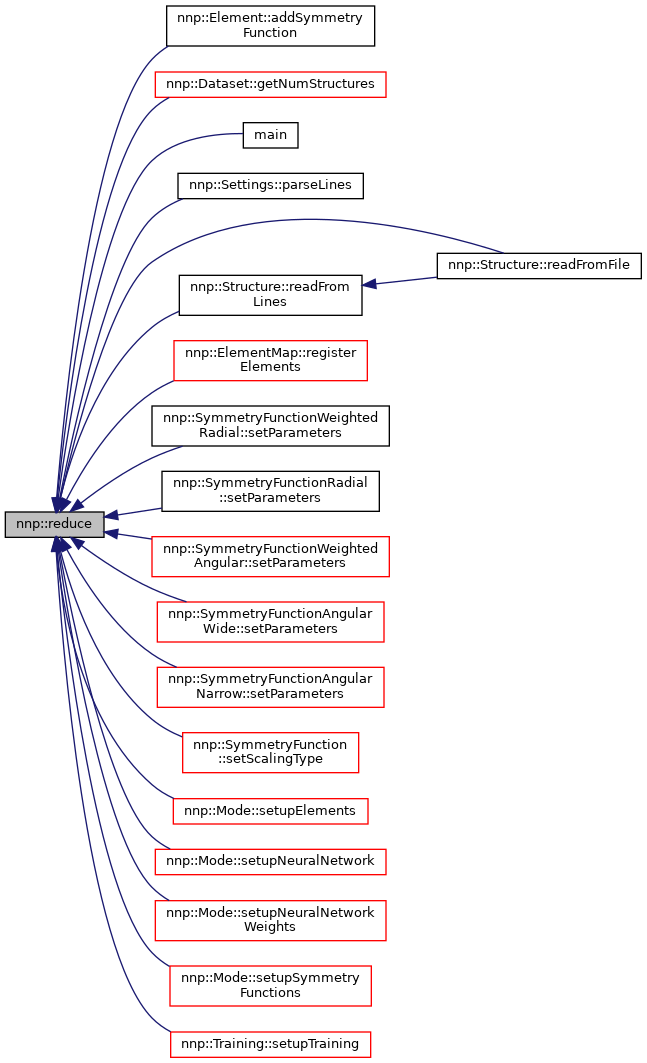 nnp::Element::addSymmetry
Function
nnp::Dataset::getNumStructures
main
nnp::Settings::parseLines
nnp::Structure::readFromFile
nnp::Structure::readFrom
Lines
nnp::ElementMap::register
Elements
nnp::SymmetryFunctionWeighted
Radial::setParameters
nnp::SymmetryFunctionRadial
::setParameters
nnp::reduce
nnp::SymmetryFunctionWeighted
Angular::setParameters
nnp::SymmetryFunctionAngular
Wide::setParameters
nnp::SymmetryFunctionAngular
Narrow::setParameters
nnp::SymmetryFunction
::setScalingType
nnp::Mode::setupElements
nnp::Mode::setupNeuralNetwork
nnp::Mode::setupNeuralNetwork
Weights
nnp::Mode::setupSymmetry
Functions
nnp::Training::setupTraining